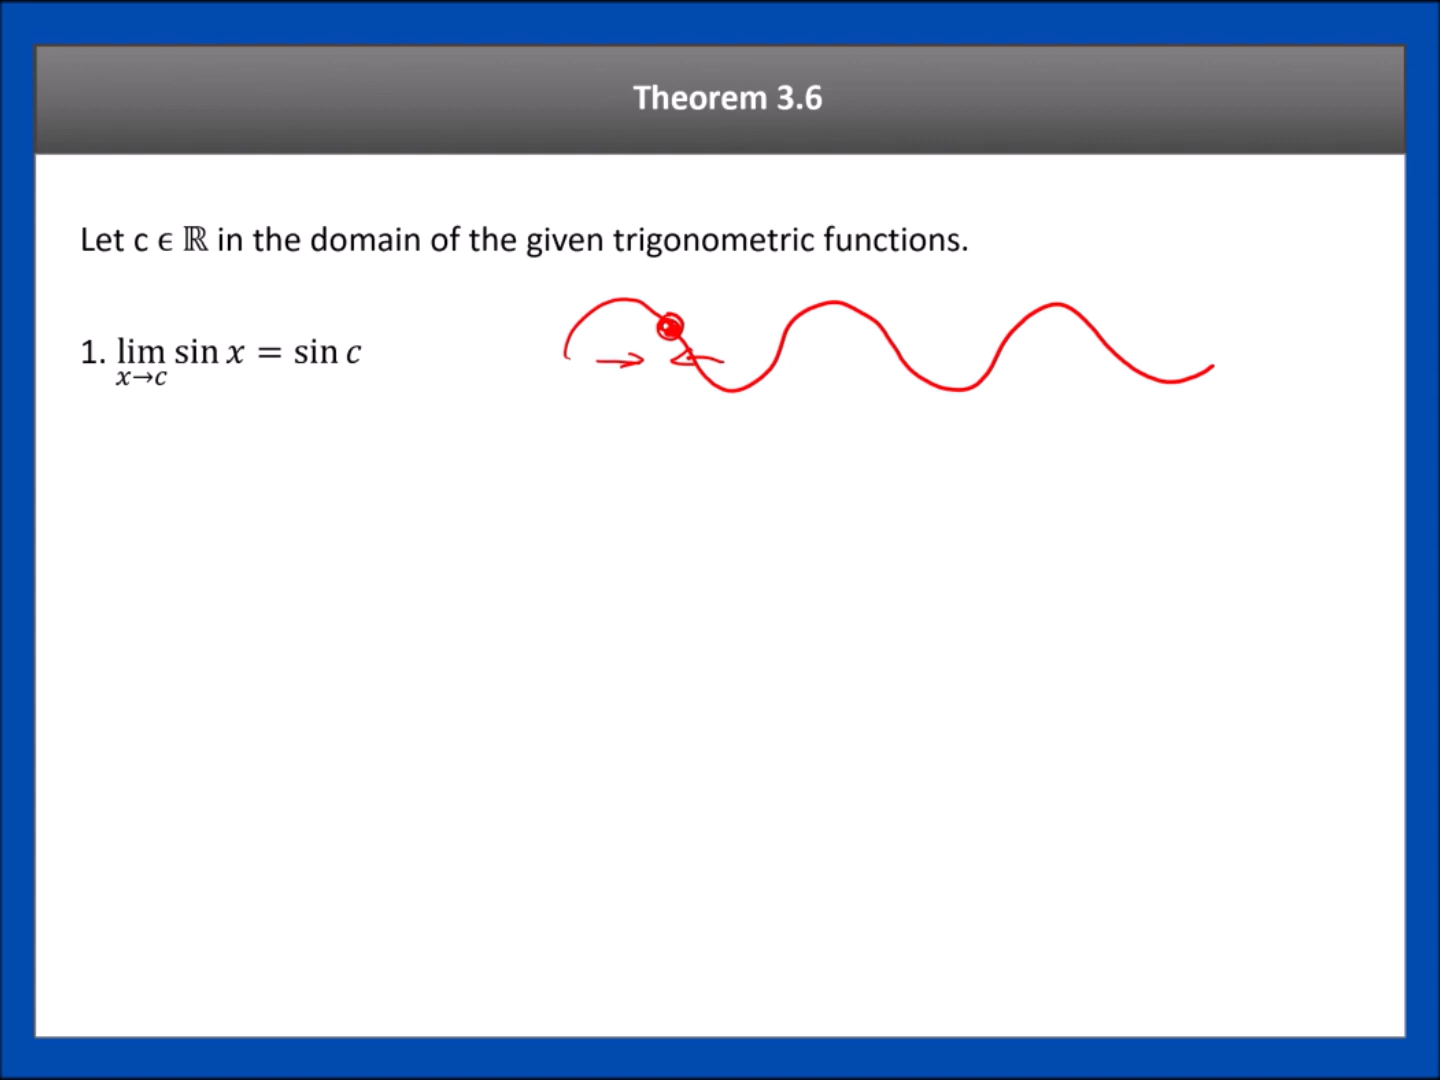 Theorem 3.6
Let c ϵ ℝ in the domain of the given trigonometric functions.
1. lim sin x = sin c
x→c